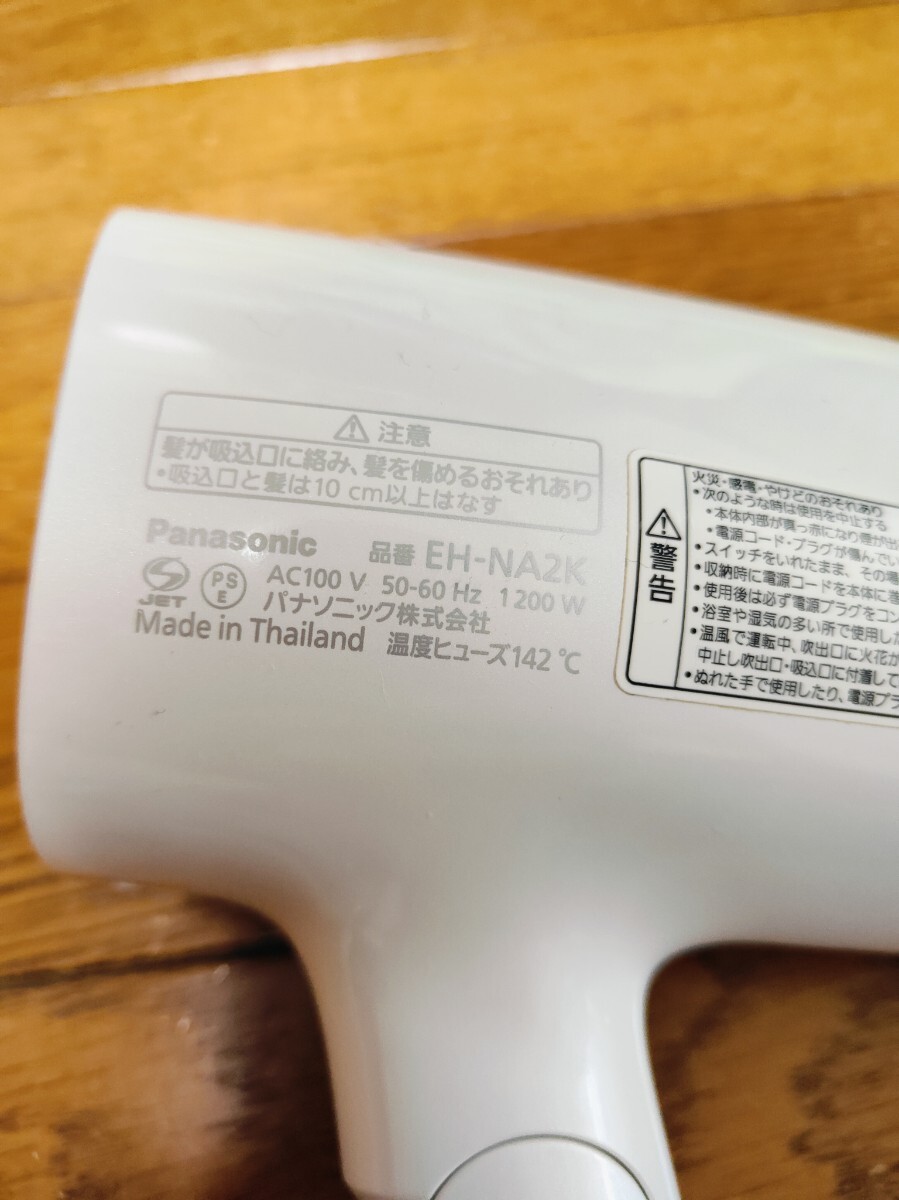 ⚠ 注意
髪が吸込口に絡み、髪を傷めるおそれあり
•吸込口と髪は10 cm以上はなす
Panasonic 品番 EH-NA2K
JET PS E AC100 V 50-60 Hz 1200 W
パナソニック株式会社
Made in Thailand 温度ヒューズ142 ℃
⚠ 警告
火災・感電・やけどのおそれあり
•次のような時は使用を中止する
•本体内部が真っ赤になり煙が出
•電源コード・プラグが傷んでい
•スイッチをいれたまま、その場
•収納時に電源コードを本体に巻
•使用後は必ず電源プラグをコン
•浴室や湿気の多い所で使用した
•温風で運転中、吹出口に火花が
中止し吹出口・吸込口に付着して
•ぬれた手で使用したり、電源プラ